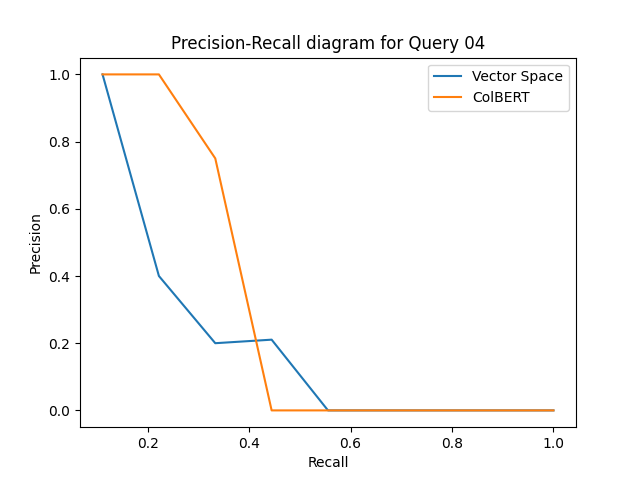 Precision-Recall diagram for Query 04
Vector Space
ColBERT
Precision
1.0
0.8
0.6
0.4
0.2
0.0
0.2 0.4 0.6 0.8 1.0
Recall